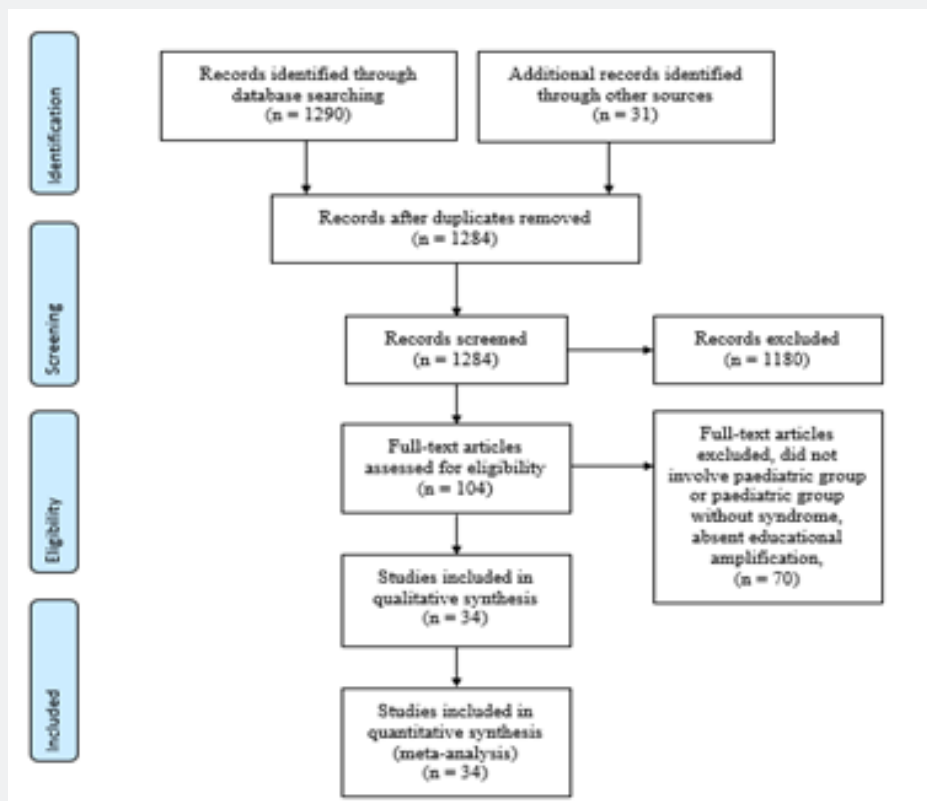 Identification
Records identified through
database searching
(n = 1290)
Additional records identified
through other sources
(n = 31)
Records after duplicates removed
(n = 1284)
Screening
Records screened
(n = 1284)
Records excluded
(n = 1180)
Eligibility
Full-text articles
assessed for eligibility
(n = 104)
Full-text articles
excluded, did not
involve paediatric group
or paediatric group
without syndrome,
absent educational
amplification,
(n = 70)
Studies included in
qualitative synthesis
(n = 34)
Included
Studies included in
quantitative synthesis
(meta-analysis)
(n = 34)